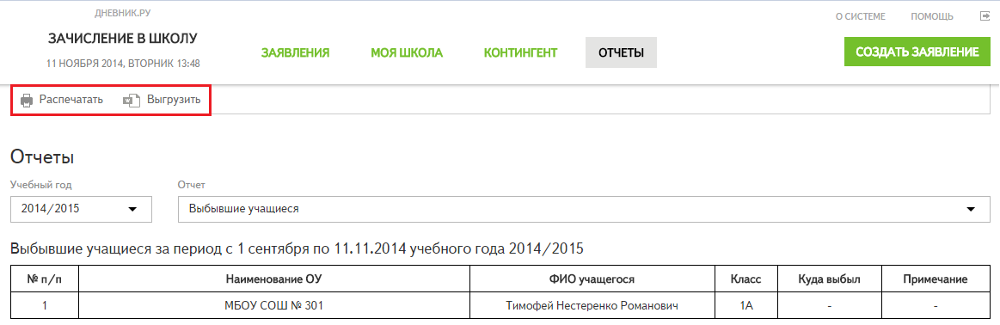 ДНЕВНИК.РУ
О СИСТЕМЕ ПОМОЩЬ
ЗАЧИСЛЕНИЕ В ШКОЛУ
11 НОЯБРЯ 2014, ВТОРНИК 13:48
ЗАЯВЛЕНИЯ МОЯ ШКОЛА КОНТИНГЕНТ ОТЧЕТЫ СОЗДАТЬ ЗАЯВЛЕНИЕ
Распечатать W Выгрузить
Отчеты
Учебный год Отчет
2014/2015 Выбывшие учащиеся
Выбывшие учащиеся за период с 1 сентября по 11.11.2014 учебного года 2014/2015
№ п/п Наименование ОУ ФИО учащегося Класс Куда выбыл Примечание
1 МБОУ СОШ № 301 Тимофей Нестеренко Романович 1А - -